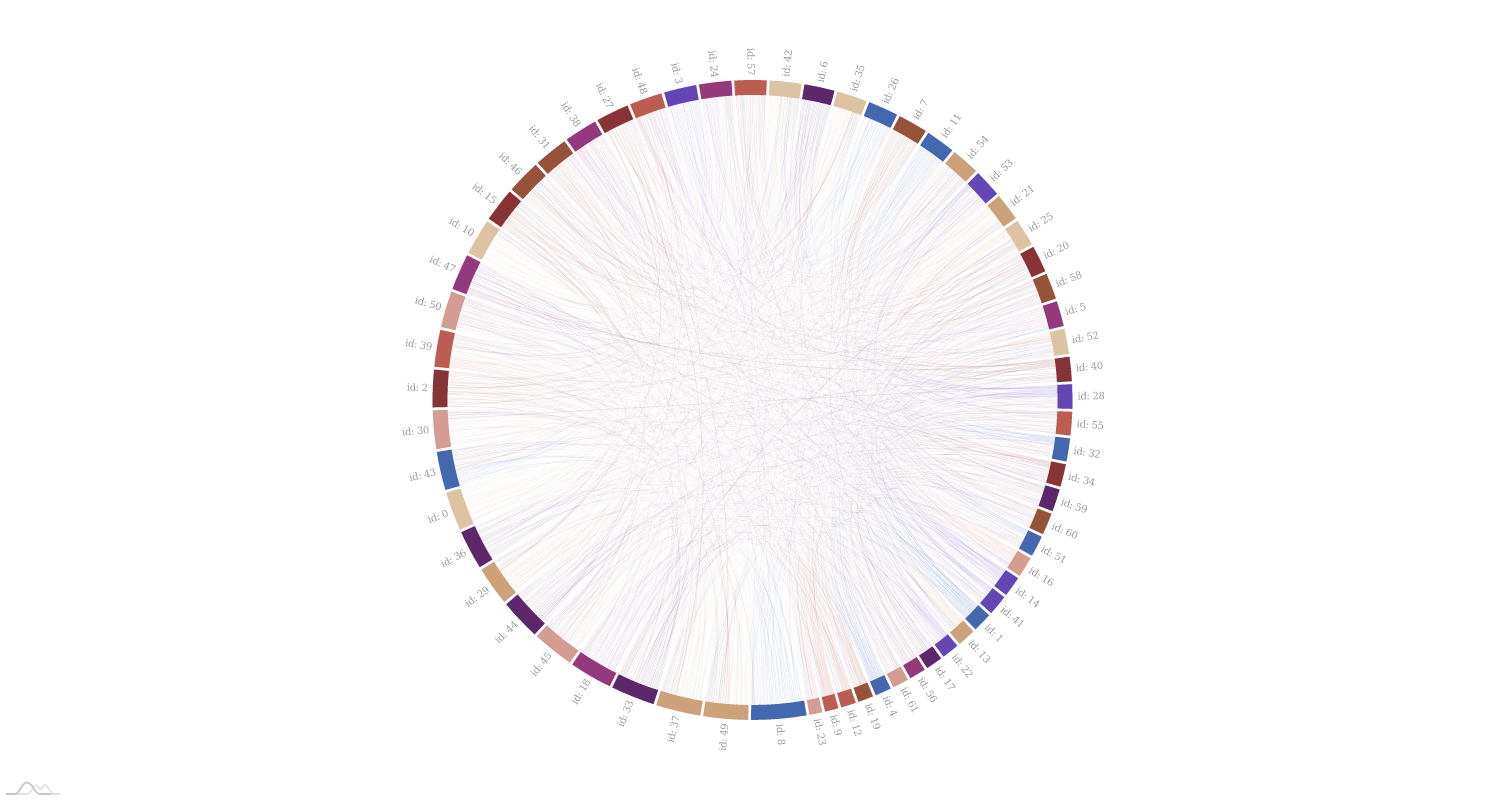 id: 57
id: 42
id: 6
id: 35
id: 26
id: 7
id: 11
id: 54
id: 53
id: 21
id: 25
id: 20
id: 58
id: 5
id: 52
id: 40
id: 28
id: 55
id: 32
id: 34
id: 59
id: 60
id: 51
id: 16
id: 14
id: 41
id: 1
id: 13
id: 22
id: 17
id: 56
id: 61
id: 4
id: 19
id: 12
id: 9
id: 23
id: 8
id: 49
id: 37
id: 33
id: 18
id: 45
id: 44
id: 29
id: 36
id: 0
id: 43
id: 30
id: 2
id: 39
id: 50
id: 47
id: 10
id: 15
id: 46
id: 31
id: 38
id: 27
id: 48
id: 3
id: 24